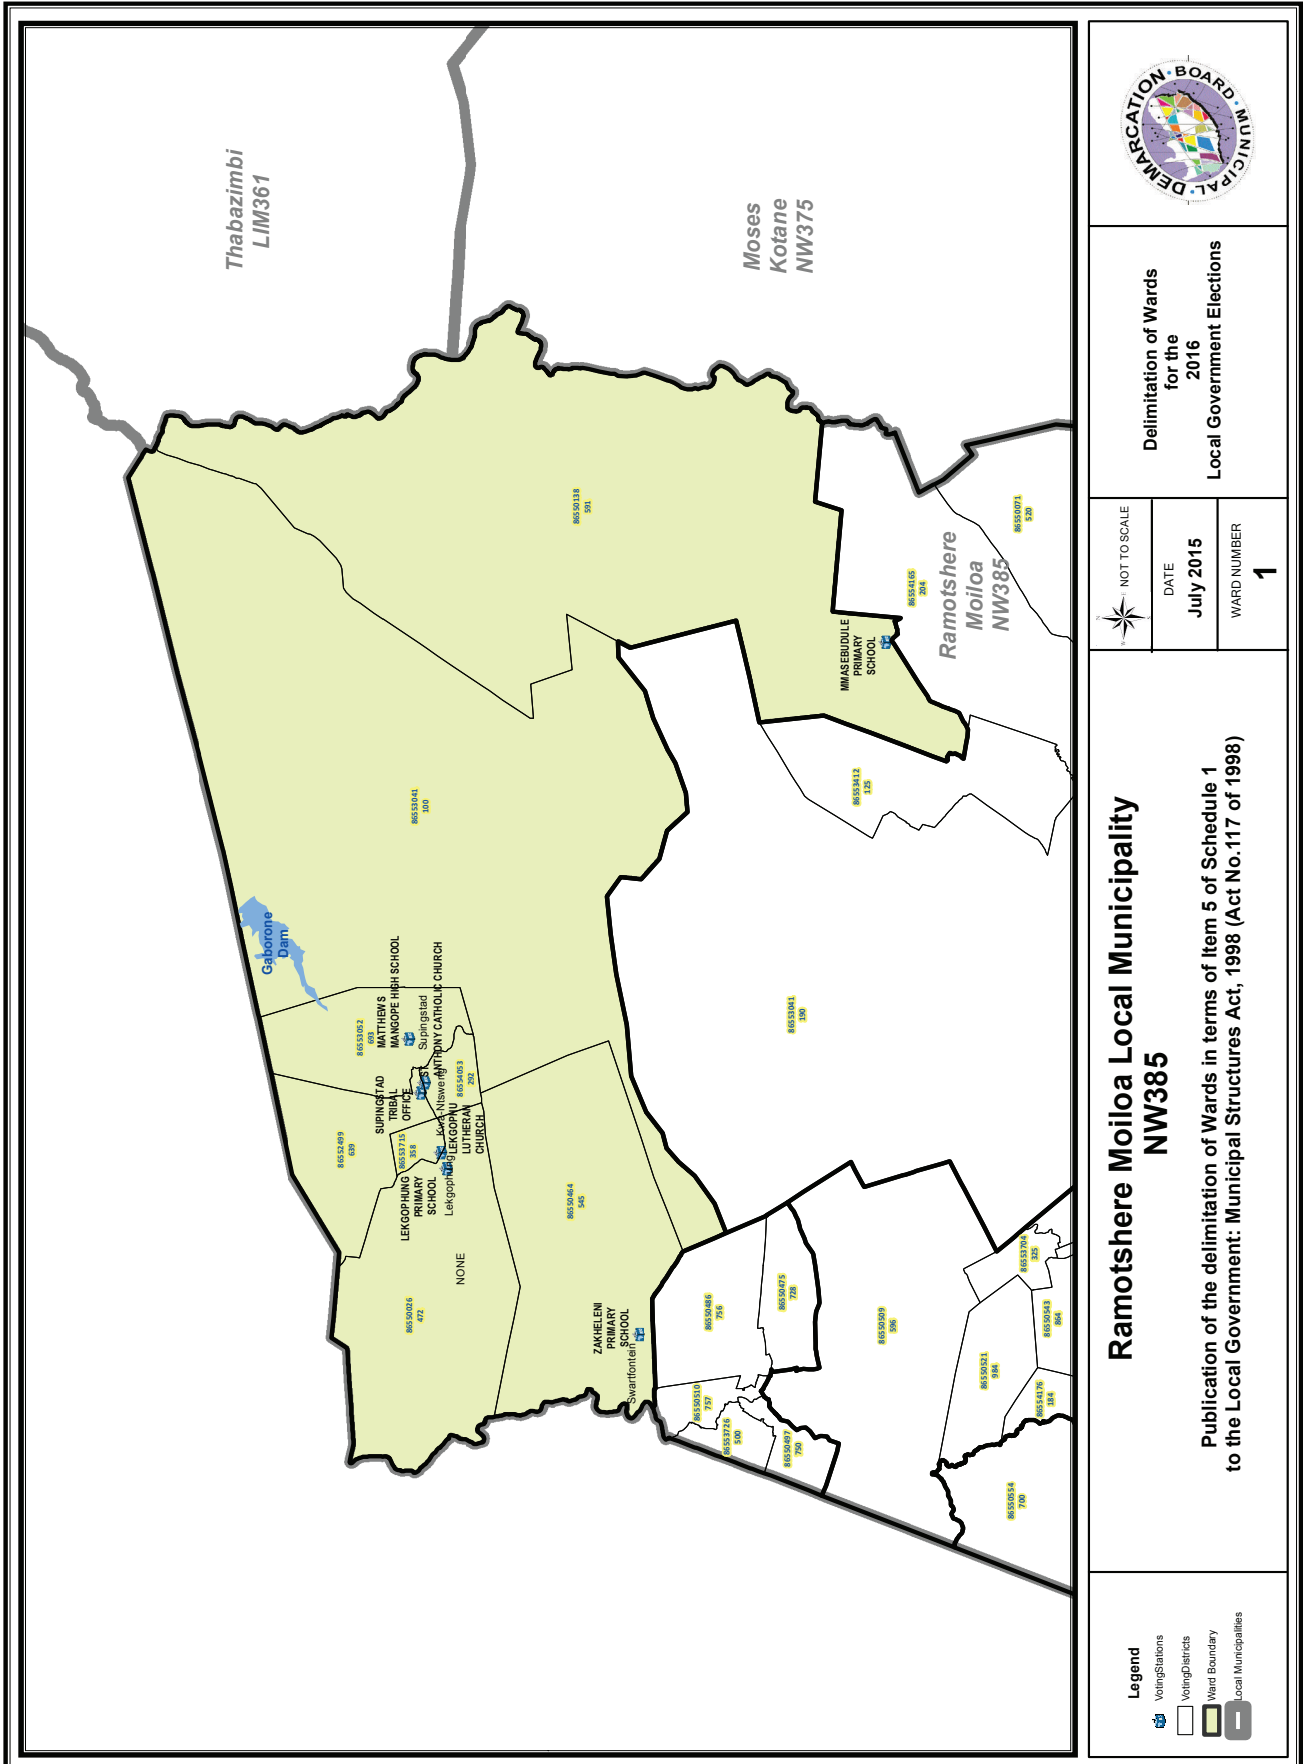 Thabazimbi
LIM361
Moses
Kotane
NW375
Ramotshere
Moiloa
NW385
Gaborone
Dam
86550138
591
86553041
100
86553052
693
MATTHEWS
MANGOPE HIGH SCHOOL
Supingstad
ST
ANTHONY CATHOLIC CHURCH
SUPINGSTAD
TRIBAL
OFFICE
Kwa-Ntsweng
86554053
292
86552499
639
86553715
358
LEKGOPHU
LUTHERAN
CHURCH
LEKGOPHUNG
PRIMARY
SCHOOL
Lekgophung
NONE
86550026
472
86550464
545
ZAKHELENI
PRIMARY
SCHOOL
Swartfontein
MMASEBUDULE
PRIMARY
SCHOOL
86554165
204
86550071
520
86553412
125
86553041
190
86550486
756
86550475
728
86550510
757
86553726
500
86550497
750
86550509
596
86550521
984
86553704
325
86550543
864
86554176
184
86550554
700
Legend
VotingStations
VotingDistricts
Ward Boundary
Local Municipalities
Ramotshere Moiloa Local Municipality
NW385
Publication of the delimitation of Wards in terms of Item 5 of Schedule 1
to the Local Government: Municipal Structures Act, 1998 (Act No.117 of 1998)
N
E
S
W
NOT TO SCALE
DATE
July 2015
WARD NUMBER
1
Delimitation of Wards
for the
2016
Local Government Elections
MUNICIPAL • DEMARCATION • BOARD •